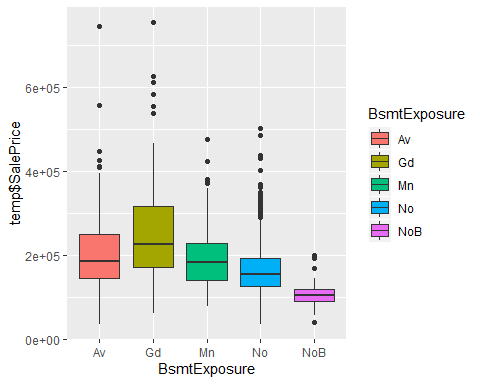 temp$SalePrice
6e+05
4e+05
2e+05
0e+00
Av Gd Mn No NoB
BsmtExposure
BsmtExposure
Av
Gd
Mn
No
NoB